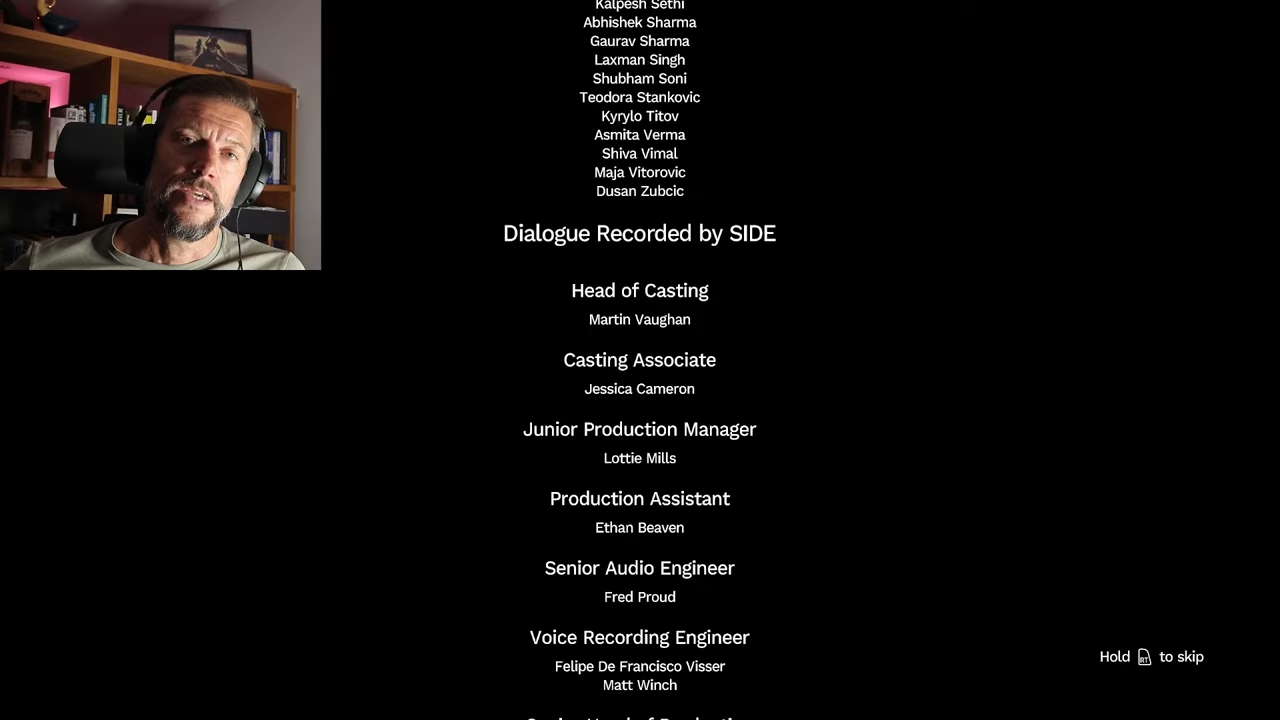 Kalpesh Sethi
Abhishek Sharma
Gaurav Sharma
Laxman Singh
Shubham Soni
Teodora Stankovic
Kyrylo Titov
Asmita Verma
Shiva Vimal
Maja Vitorovic
Dusan Zubcic
Dialogue Recorded by SIDE
Head of Casting
Martin Vaughan
Casting Associate
Jessica Cameron
Junior Production Manager
Lottie Mills
Production Assistant
Ethan Beaven
Senior Audio Engineer
Fred Proud
Voice Recording Engineer
Felipe De Francisco Visser
Matt Winch
Hold RT to skip